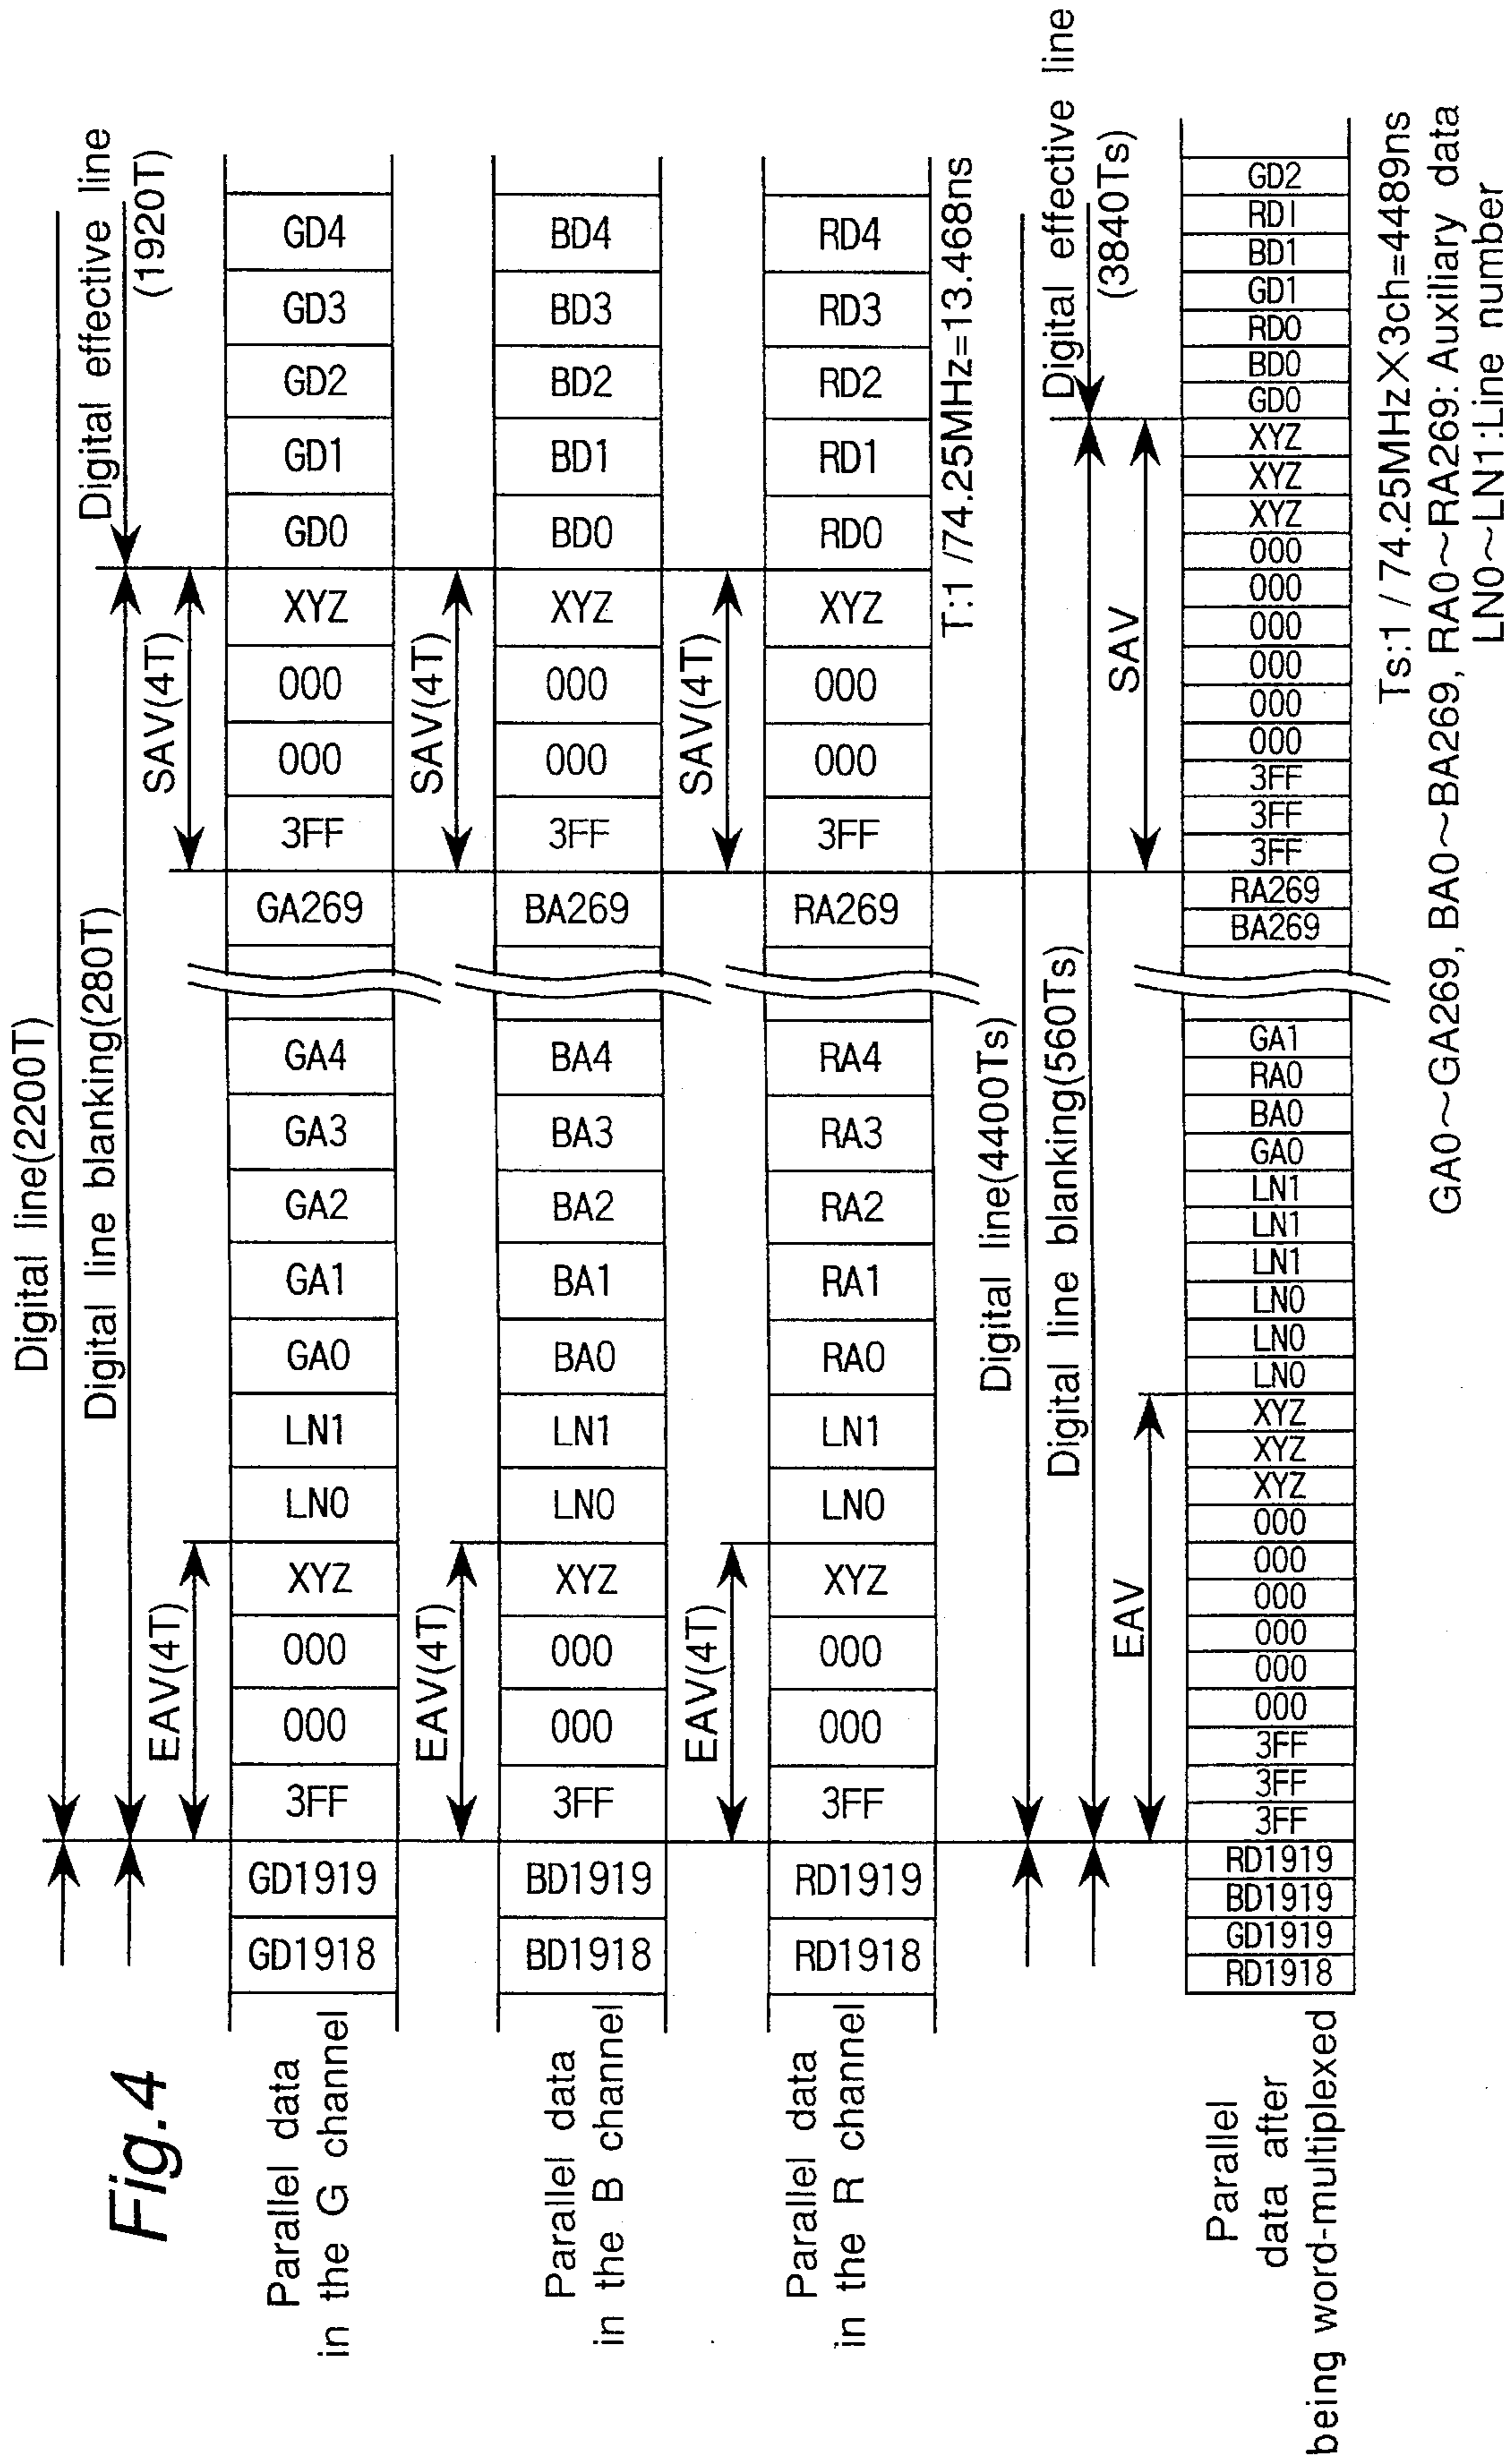 Fig.4
Digital line(2200T)
Digital line blanking(280T)
Digital effective line
(1920T)
EAV(4T)
SAV(4T)
Parallel data
in the G channel
GD1918 GD1919 3FF 000 000 XYZ LN0 LN1 GA0 GA1 GA2 GA3 GA4 GA269 3FF 000 000 XYZ GD0 GD1 GD2 GD3 GD4
EAV(4T)
SAV(4T)
Parallel data
in the B channel
BD1918 BD1919 3FF 000 000 XYZ LN0 LN1 BA0 BA1 BA2 BA3 BA4 BA269 3FF 000 000 XYZ BD0 BD1 BD2 BD3 BD4
EAV(4T)
SAV(4T)
Parallel data
in the R channel
RD1918 RD1919 3FF 000 000 XYZ LN0 LN1 RA0 RA1 RA2 RA3 RA4 RA269 3FF 000 000 XYZ RD0 RD1 RD2 RD3 RD4
T:1/74.25MHz=13.468ns
Digital line(4400Ts)
Digital line blanking(560Ts)
Digital effective line
(3840Ts)
EAV
SAV
Parallel
data after
being word-multiplexed
RD1918 GD1919 BD1919 RD1919 3FF 3FF 3FF 000 000 000 000 000 000 XYZ XYZ XYZ LN0 LN0 LN0 LN1 LN1 LN1 GA0 BA0 RA0 GA1 BA269 RA269 3FF 3FF 3FF 000 000 000 000 000 000 XYZ XYZ XYZ GD0 BD0 RD0 GD1 BD1 RD1 GD2
Ts:1/74.25MHz×3ch=4489ns
GA0~GA269, BA0~BA269, RA0~RA269: Auxiliary data
LN0~LN1:Line number